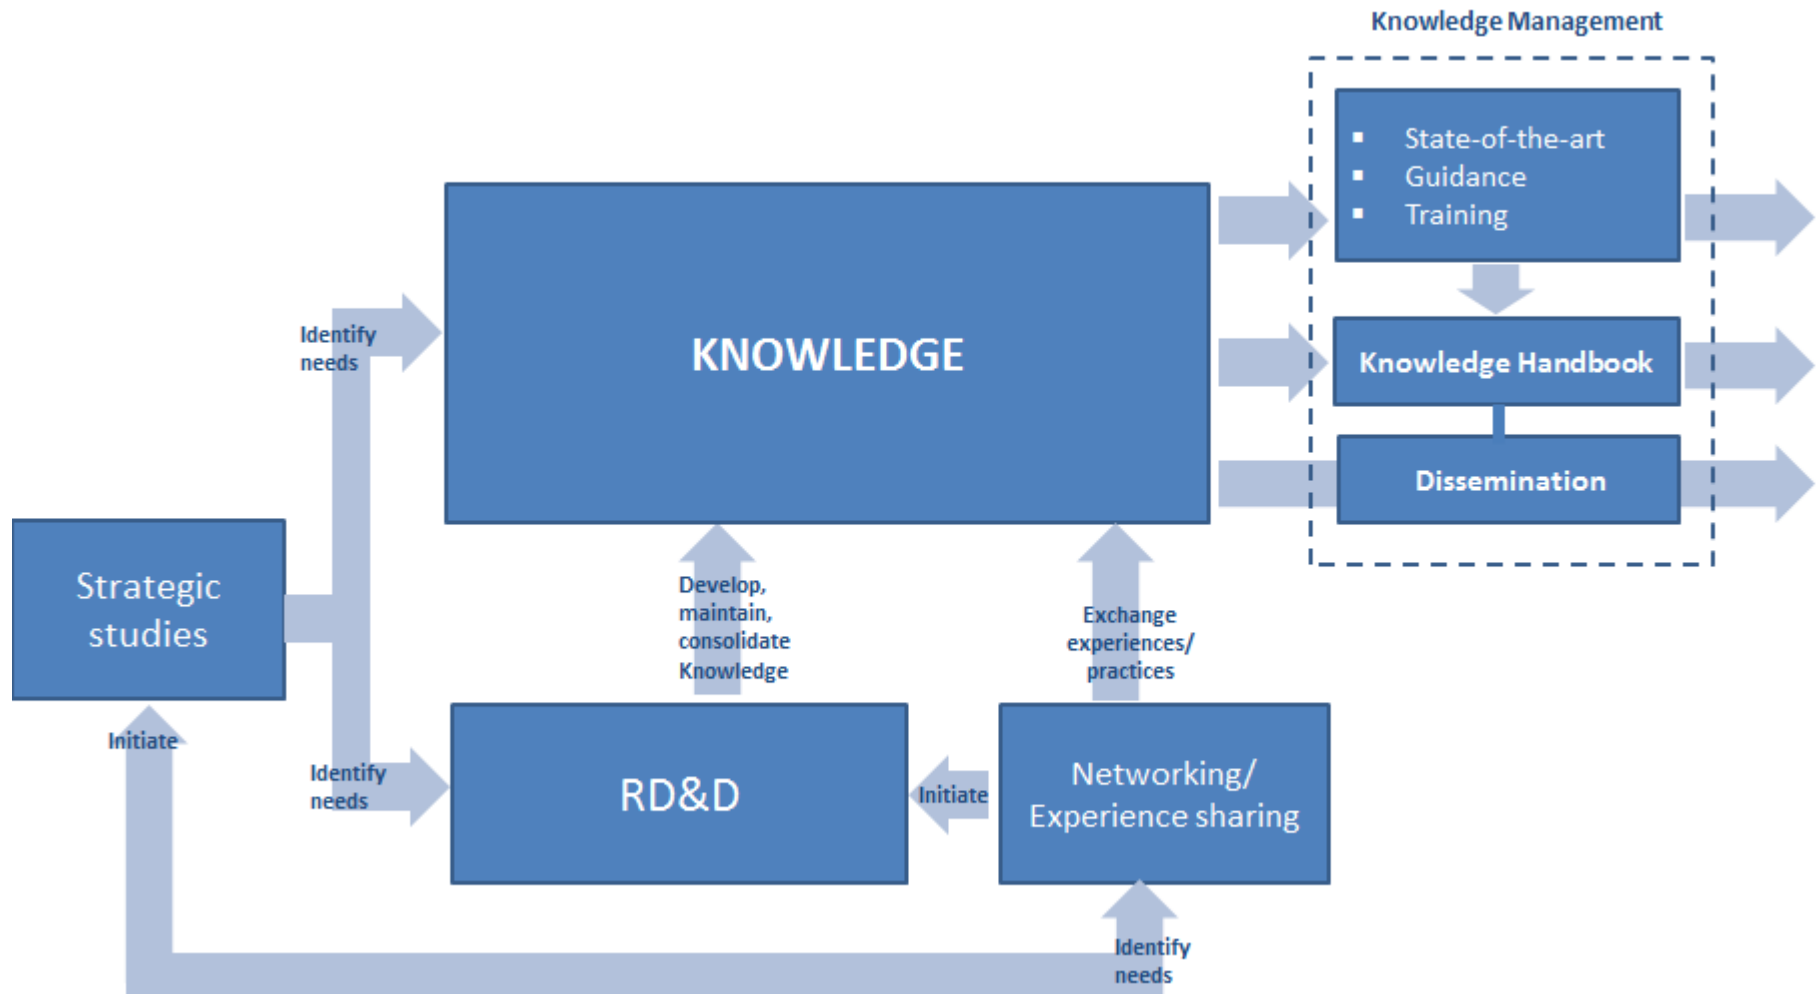 Knowledge Management
State-of-the-art
Guidance
Training
KNOWLEDGE
Identify
needs
Knowledge Handbook
Dissemination
Strategic
studies
Develop,
maintain,
consolidate
Knowledge
Exchange
experiences/
practices
Initiate
Identify
needs
RD&D
Initiate
Networking/
Experience sharing
Identify
needs